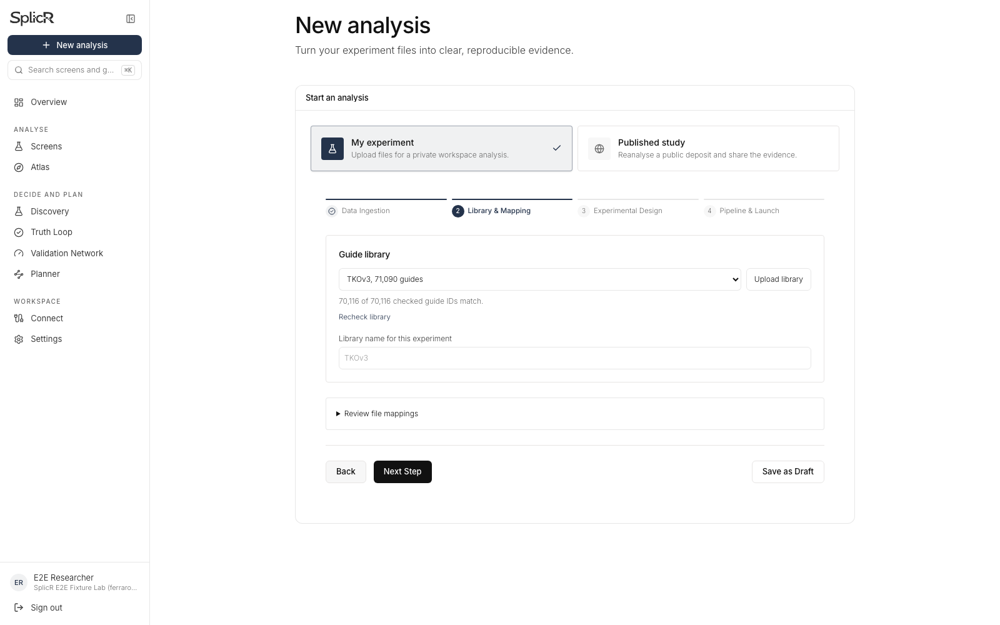 SplicR
New analysis
Search screens and g...
⌘K
Overview
ANALYSE
Screens
Atlas
DECIDE AND PLAN
Discovery
Truth Loop
Validation Network
Planner
WORKSPACE
Connect
Settings
ER
E2E Researcher
SplicR E2E Fixture Lab (ferraro...
Sign out
New analysis
Turn your experiment files into clear, reproducible evidence.
Start an analysis
My experiment
Upload files for a private workspace analysis.
Published study
Reanalyse a public deposit and share the evidence.
Data Ingestion
2 Library & Mapping
3 Experimental Design
4 Pipeline & Launch
Guide library
TKOv3, 71,090 guides
Upload library
70,116 of 70,116 checked guide IDs match.
Recheck library
Library name for this experiment
TKOv3
Review file mappings
Back
Next Step
Save as Draft